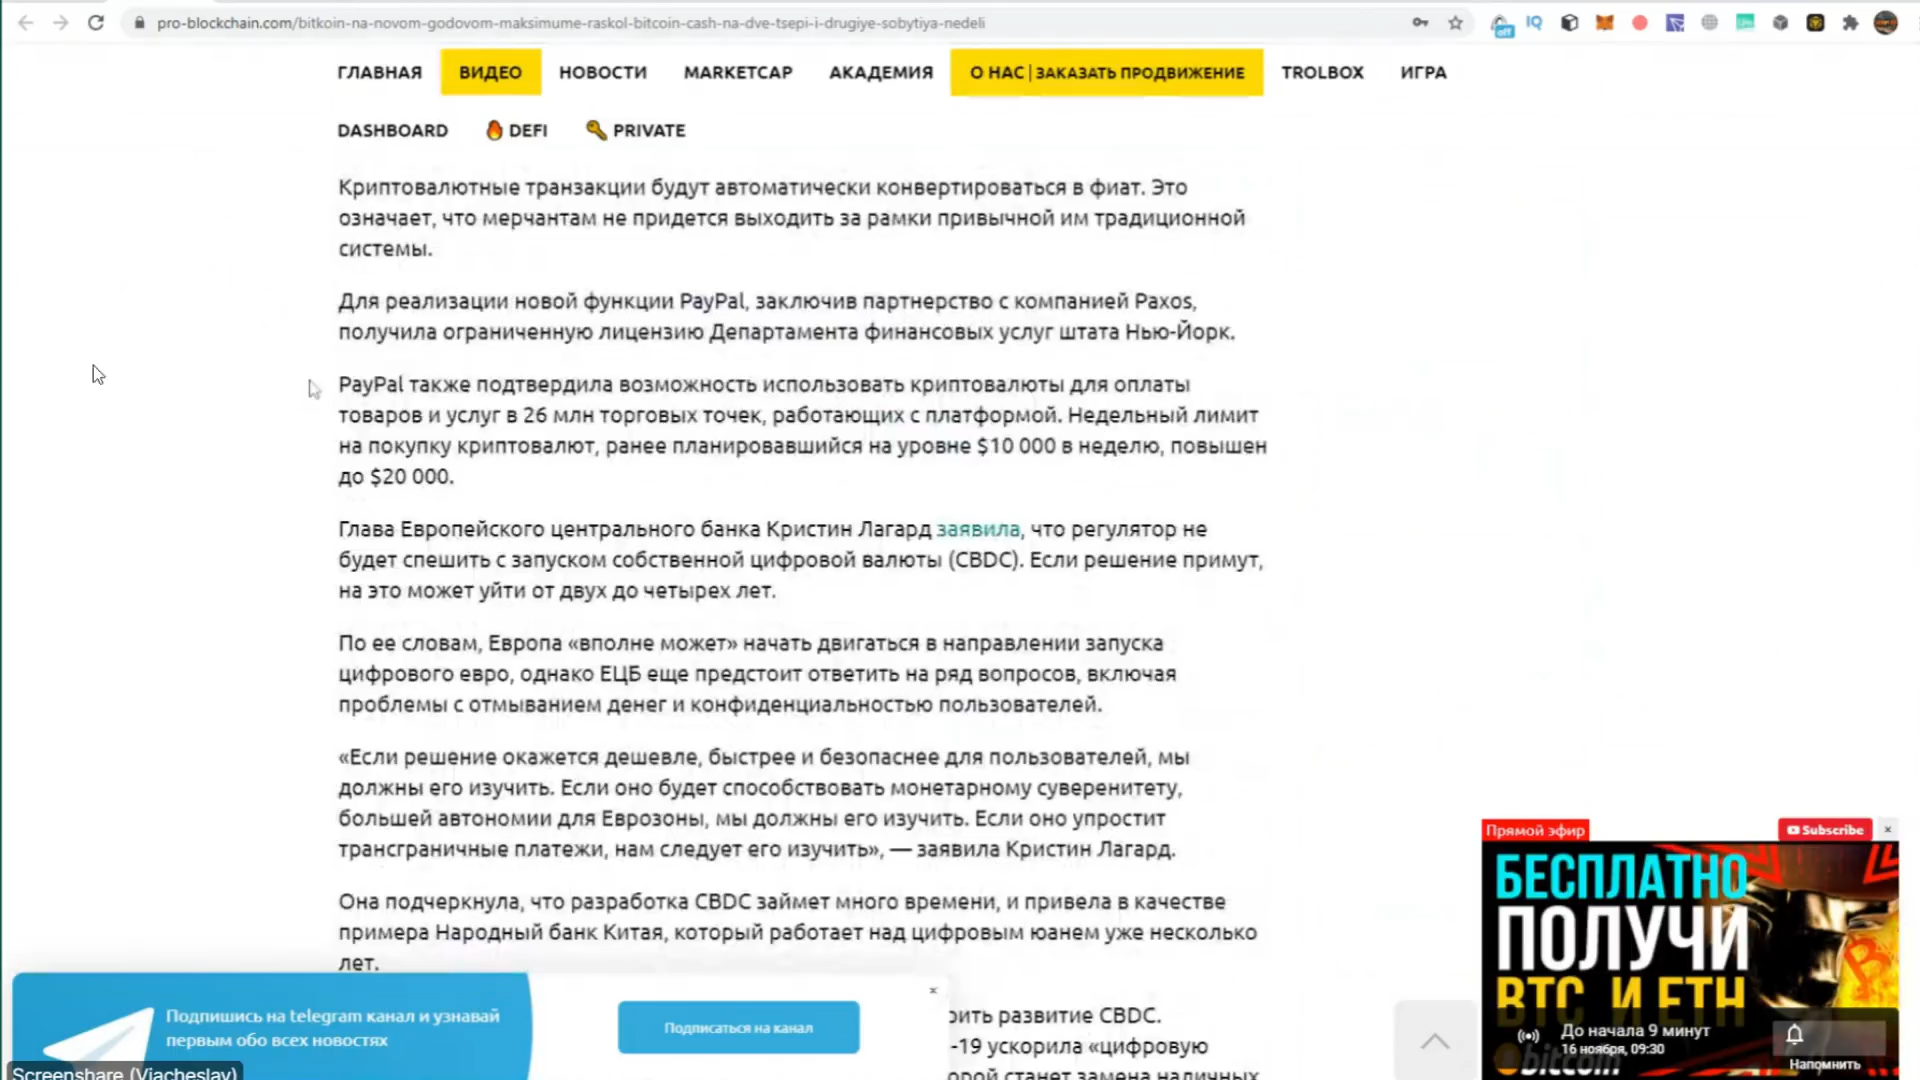 pro-blockchain.com/bitkoin-na-novom-godovom-maksimume-raskol-bitcoin-cash-na-dve-tsepi-i-drugiye-sobytiya-nedeli
off
IQ
ГЛАВНАЯ ВИДЕО НОВОСТИ MARKETCAP АКАДЕМИЯ О НАС | ЗАКАЗАТЬ ПРОДВИЖЕНИЕ TROLBOX ИГРА
DASHBOARD DEFI PRIVATE
Криптовалютные транзакции будут автоматически конвертироваться в фиат. Это
означает, что мерчантам не придется выходить за рамки привычной им традиционной
системы.
Для реализации новой функции PayPal, заключив партнерство с компанией Paxos,
получила ограниченную лицензию Департамента финансовых услуг штата Нью-Йорк.
PayPal также подтвердила возможность использовать криптовалюты для оплаты
товаров и услуг в 26 млн торговых точек, работающих с платформой. Недельный лимит
на покупку криптовалют, ранее планировавшийся на уровне $10 000 в неделю, повышен
до $20 000.
Глава Европейского центрального банка Кристин Лагард заявила, что регулятор не
будет спешить с запуском собственной цифровой валюты (CBDC). Если решение примут,
на это может уйти от двух до четырех лет.
По ее словам, Европа «вполне может» начать двигаться в направлении запуска
цифрового евро, однако ЕЦБ еще предстоит ответить на ряд вопросов, включая
проблемы с отмыванием денег и конфиденциальностью пользователей.
«Если решение окажется дешевле, быстрее и безопаснее для пользователей, мы
должны его изучить. Если оно будет способствовать монетарному суверенитету,
большей автономии для Еврозоны, мы должны его изучить. Если оно упростит
трансграничные платежи, нам следует его изучить», — заявила Кристин Лагард.
Она подчеркнула, что разработка CBDC займет много времени, и привела в качестве
примера Народный банк Китая, который работает над цифровым юанем уже несколько
лет.
рить развитие CBDC.
-19 ускорила «цифровую
орой станет замена наличных
Подпишись на telegram канал и узнавай
первым обо всех новостях
Подписаться на канал
Screenshare (Viacheslav)
Прямой эфир
Subscribe
БЕСПЛАТНО
ПОЛУЧИ
BTC И ETH
До начала 9 минут
16 ноября, 09:30
Напомнить
bitcoin